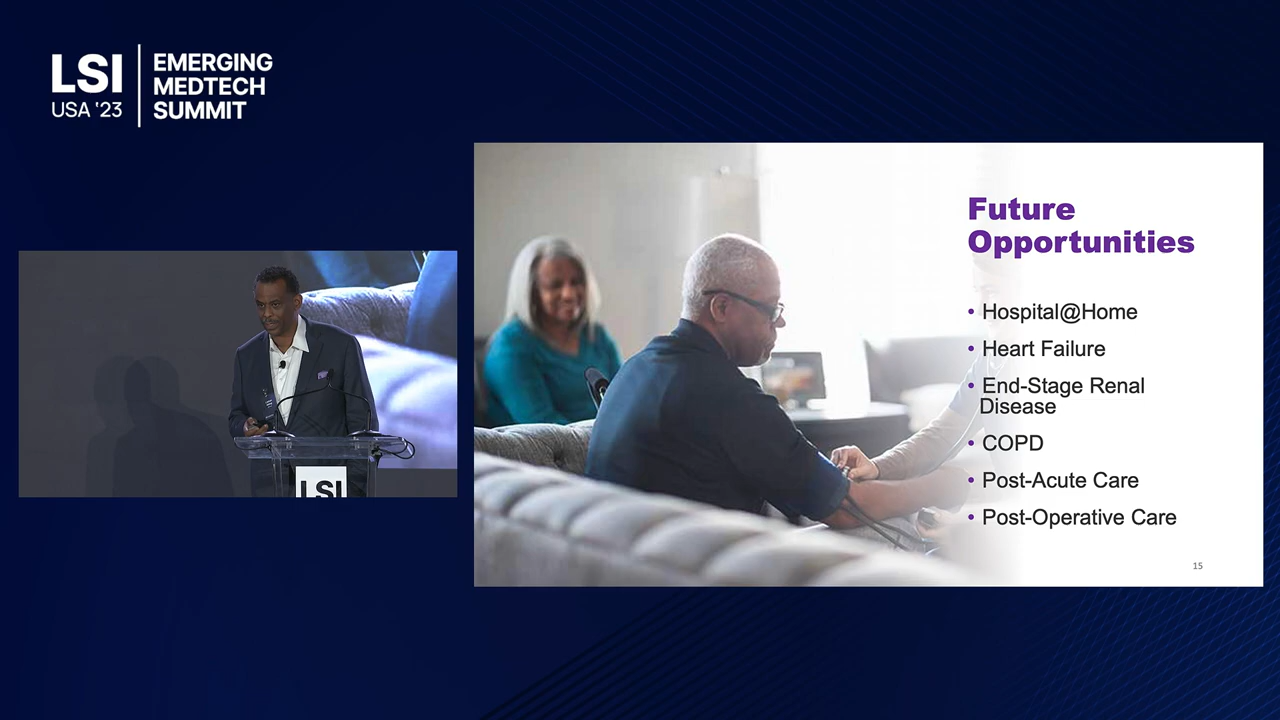 LSI
USA '23
EMERGING
MEDTECH
SUMMIT
LSI
Future
Opportunities
• Hospital@Home
• Heart Failure
• End-Stage Renal
Disease
• COPD
• Post-Acute Care
• Post-Operative Care
15